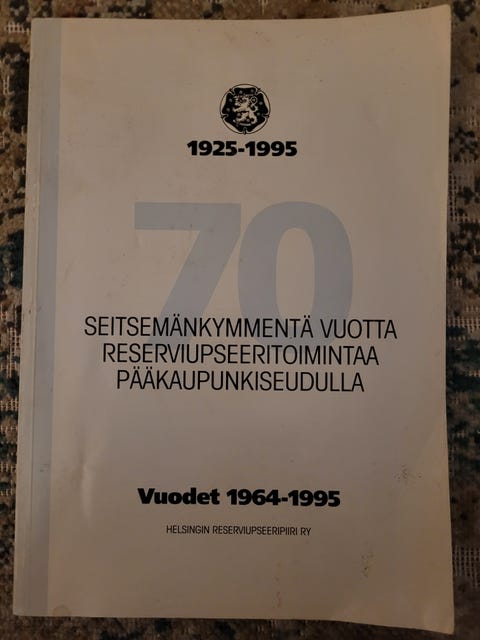 1925-1995
70
SEITSEMÄNKYMMENTÄ VUOTTA
RESERVIUPSEERITOIMINTAA
PÄÄKAUPUNKISEUDULLA
Vuodet 1964-1995
HELSINGIN RESERVIUPSEERIPIIRI RY